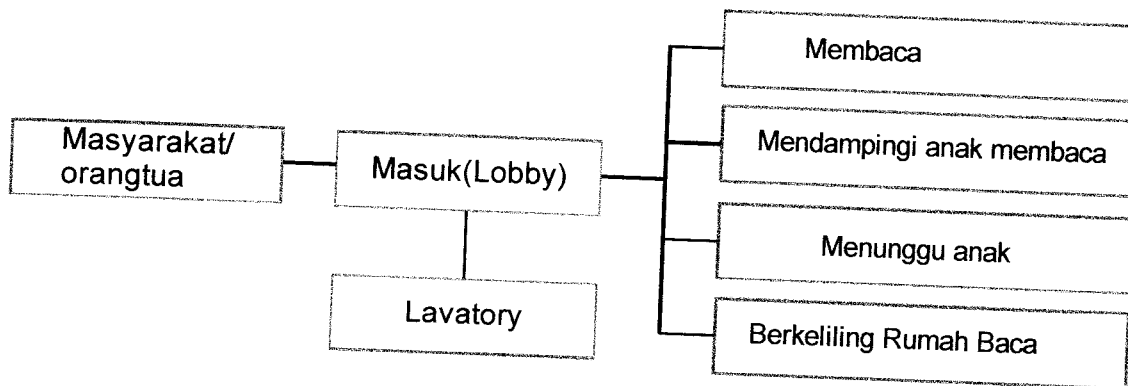 Masyarakat/
orangtua
Masuk(Lobby)
Lavatory
Membaca
Mendampingi anak membaca
Menunggu anak
Berkeliling Rumah Baca